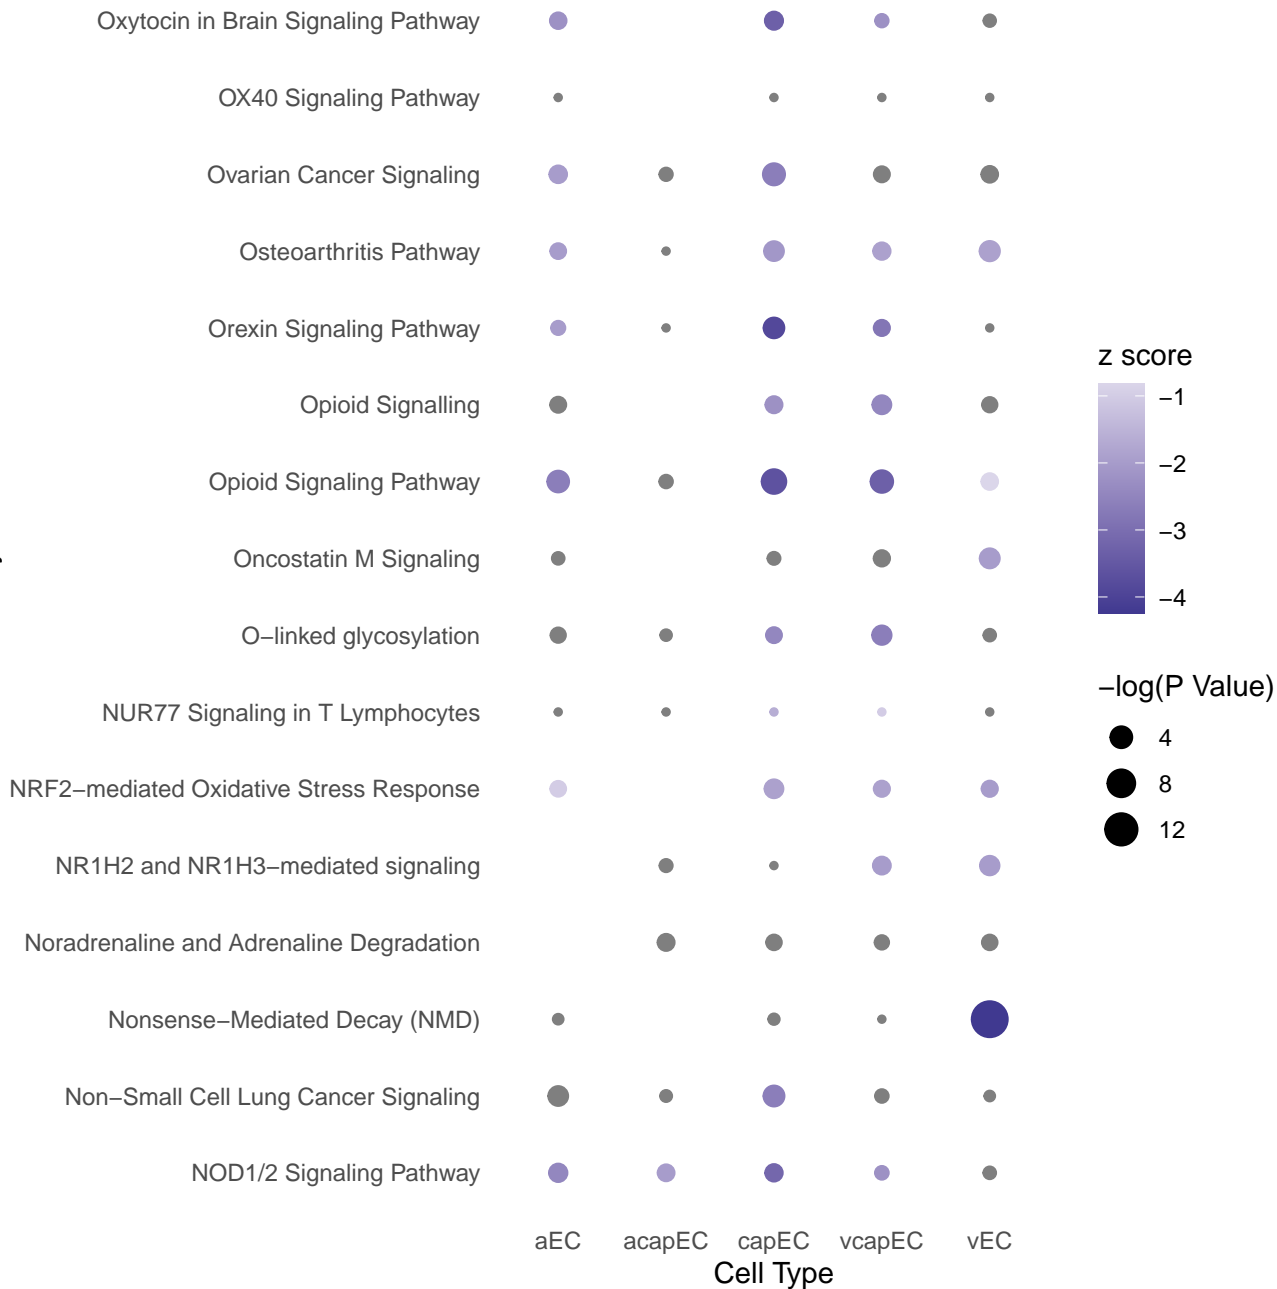 Oxytocin in Brain Signaling Pathway
OX40 Signaling Pathway
Ovarian Cancer Signaling
Osteoarthritis Pathway
Orexin Signaling Pathway
Opioid Signalling
Opioid Signaling Pathway
Oncostatin M Signaling
O−linked glycosylation
NUR77 Signaling in T Lymphocytes
NRF2−mediated Oxidative Stress Response
NR1H2 and NR1H3−mediated signaling
Noradrenaline and Adrenaline Degradation
Nonsense−Mediated Decay (NMD)
Non−Small Cell Lung Cancer Signaling
NOD1/2 Signaling Pathway
aEC acapEC capEC vcapEC vEC
Cell Type
z score
−1
−2
−3
−4
−log(P Value)
4
8
12